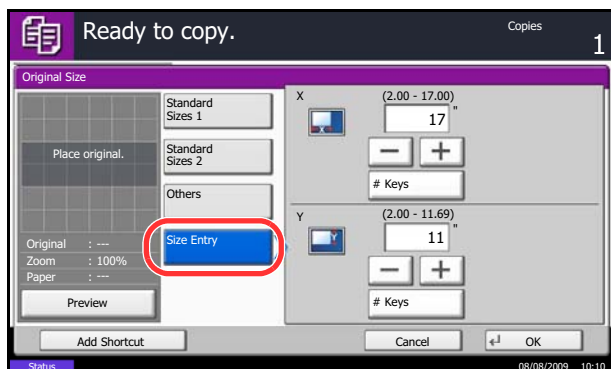 Ready to copy.
Copies
1
Original Size
Place original.
Original : ---
Zoom : 100%
Paper : ---
Preview
Standard
Sizes 1
Standard
Sizes 2
Others
Size Entry
X
(2.00 - 17.00)
17 "
# Keys
Y
(2.00 - 11.69)
11 "
# Keys
Add Shortcut
Cancel
OK
Status
08/08/2009 10:10